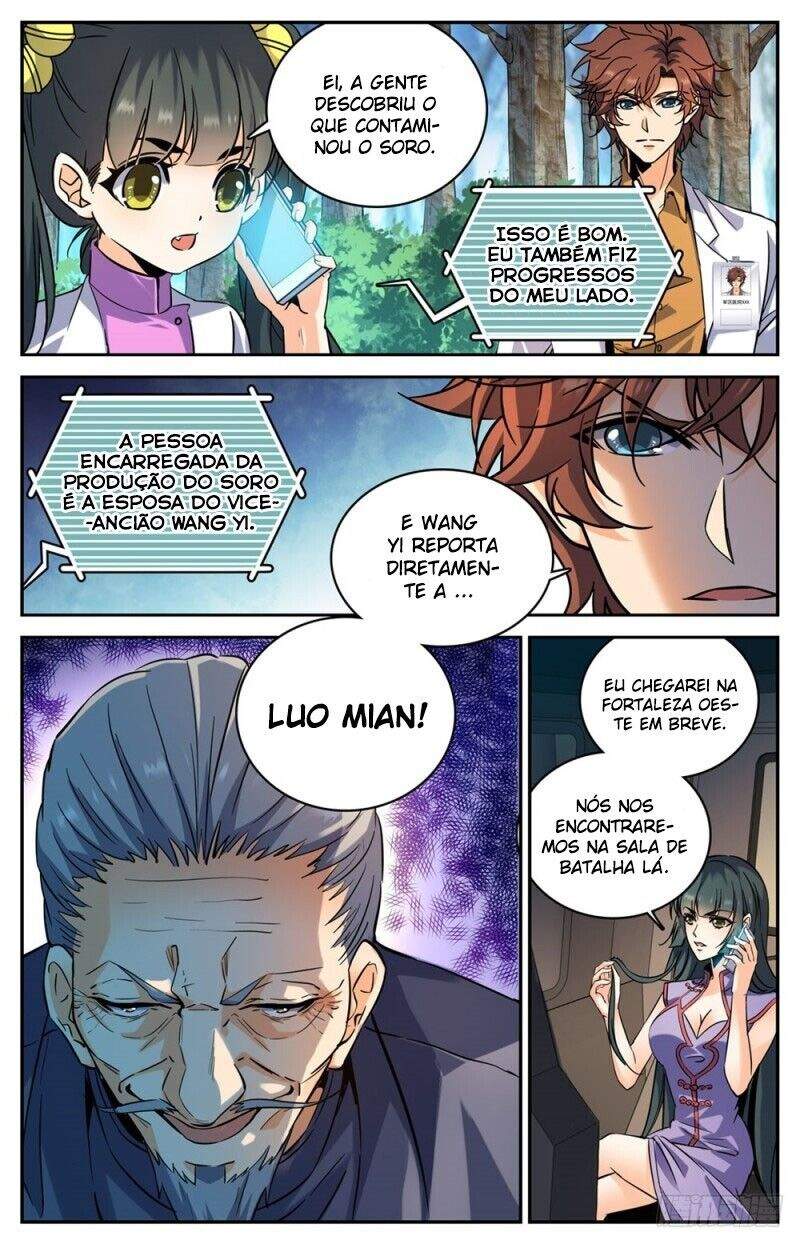 EI, A GENTE
DESCOBRIU O
QUE CONTAMI-
NOU O SORO.
ISSO É BOM.
EU TAMBÉM FIZ
PROGRESSOS
DO MEU LADO.
A PESSOA
ENCARREGADA DA
PRODUÇÃO DO SORO
É A ESPOSA DO VICE-
-ANCIÃO WANG YI.
E WANG
YI REPORTA
DIRETAMEN-
TE A ...
LUO MIAN!
EU CHEGAREI NA
FORTALEZA OES-
TE EM BREVE.
NÓS NOS
ENCONTRARE-
MOS NA SALA DE
BATALHA LÁ.